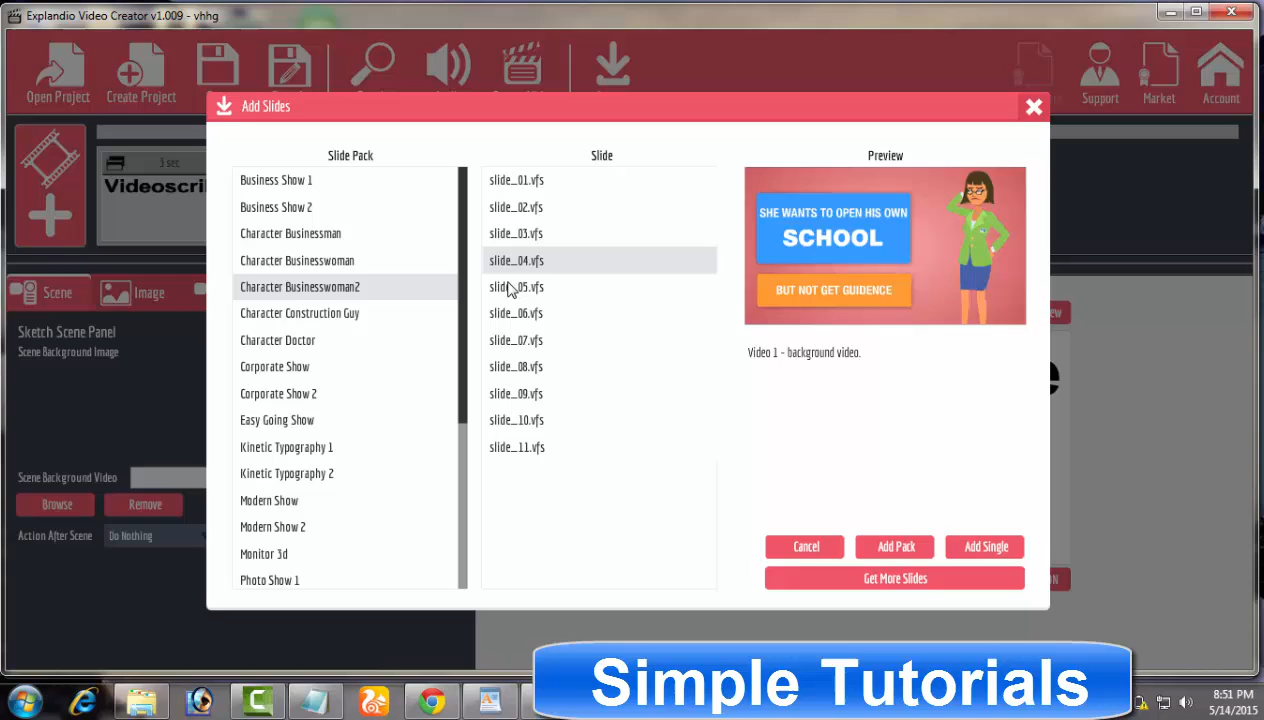 Explandio Video Creator v1.009 - vhhg
Open Project
Create Project
Support
Market
Account
Add Slides
3 sec
Videoscri
Slide Pack
Slide
Preview
Business Show 1
Business Show 2
Character Businessman
Character Businesswoman
Character Businesswoman2
Character Construction Guy
Character Doctor
Corporate Show
Corporate Show 2
Easy Going Show
Kinetic Typography 1
Kinetic Typography 2
Modern Show
Modern Show 2
Monitor 3d
Photo Show 1
slide_01.vfs
slide_02.vfs
slide_03.vfs
slide_04.vfs
slide_05.vfs
slide_06.vfs
slide_07.vfs
slide_08.vfs
slide_09.vfs
slide_10.vfs
slide_11.vfs
SHE WANTS TO OPEN HIS OWN
SCHOOL
BUT NOT GET GUIDENCE
Video 1 - background video.
Cancel
Add Pack
Add Single
Get More Slides
Scene
Image
Sketch Scene Panel
Scene Background Image
Scene Background Video
Browse
Remove
Action After Scene
Do Nothing
ew
e
ON
Simple Tutorials
8:51 PM
5/14/2015